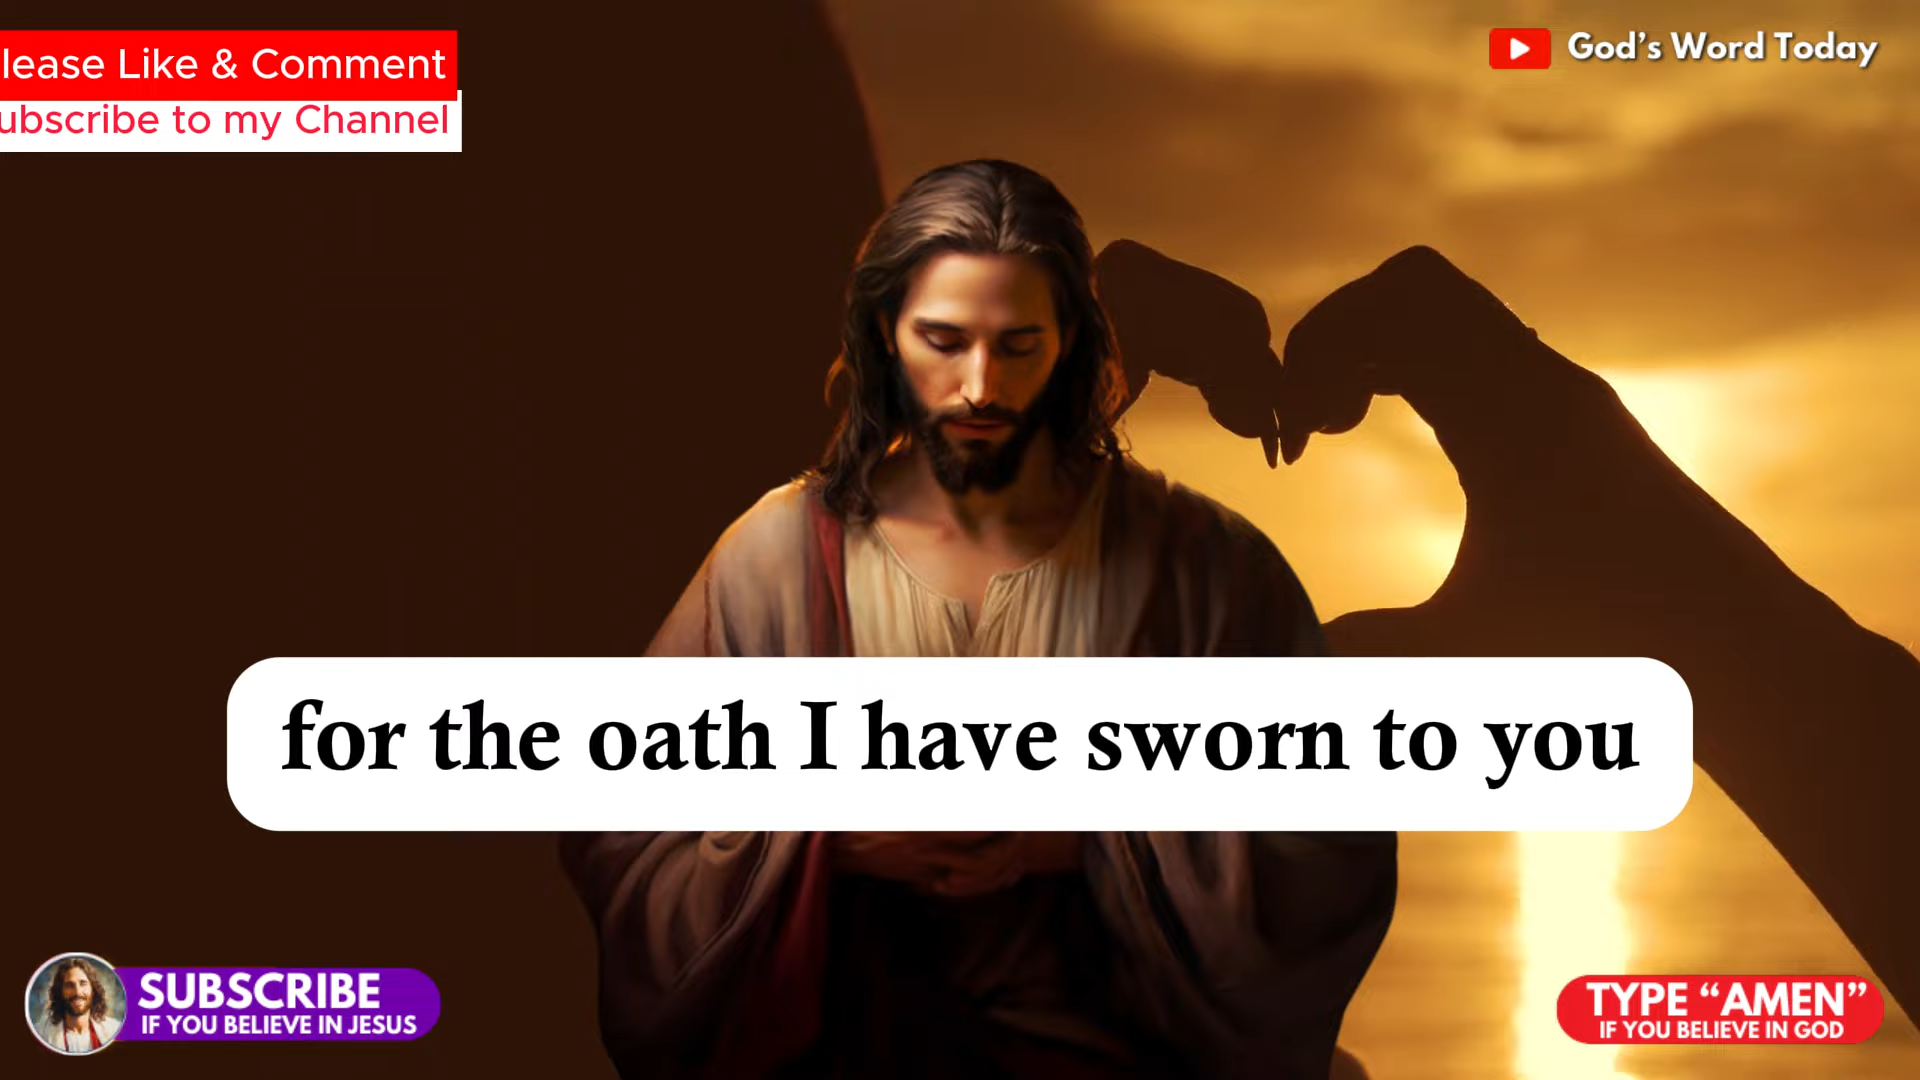 lease Like & Comment
ubscribe to my Channel
God's Word Today
for the oath I have sworn to you
SUBSCRIBE
IF YOU BELIEVE IN JESUS
TYPE “AMEN”
IF YOU BELIEVE IN GOD